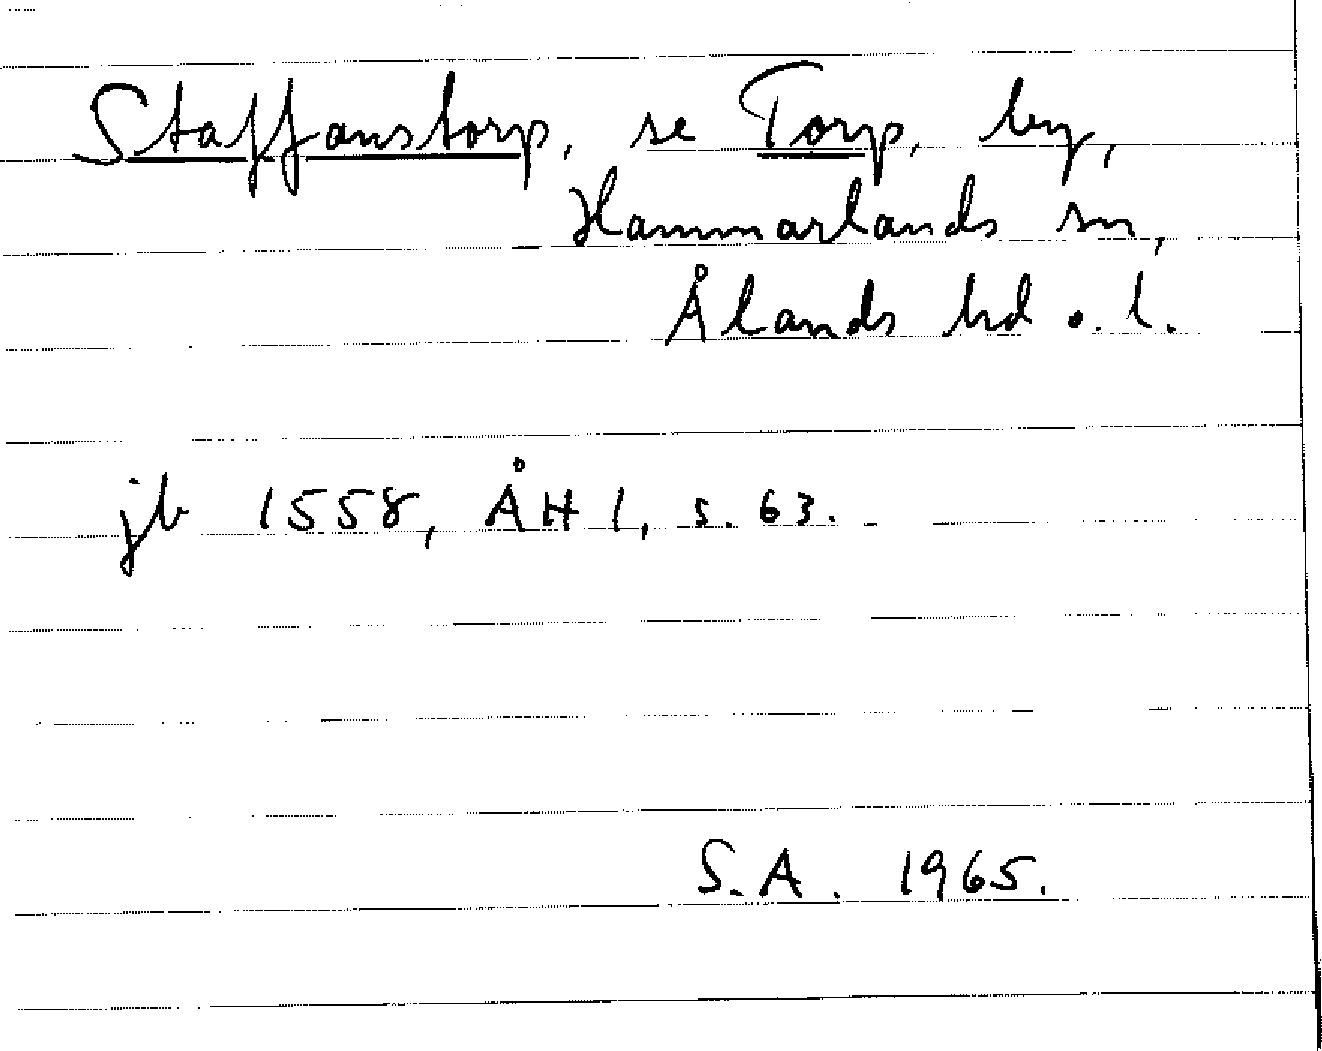 Staffanstorp, se Torp, by,
Hammarlands sn,
Ålands hd o. l.
jb 1558, ÅH 1, s. 63.
S.A. 1965.